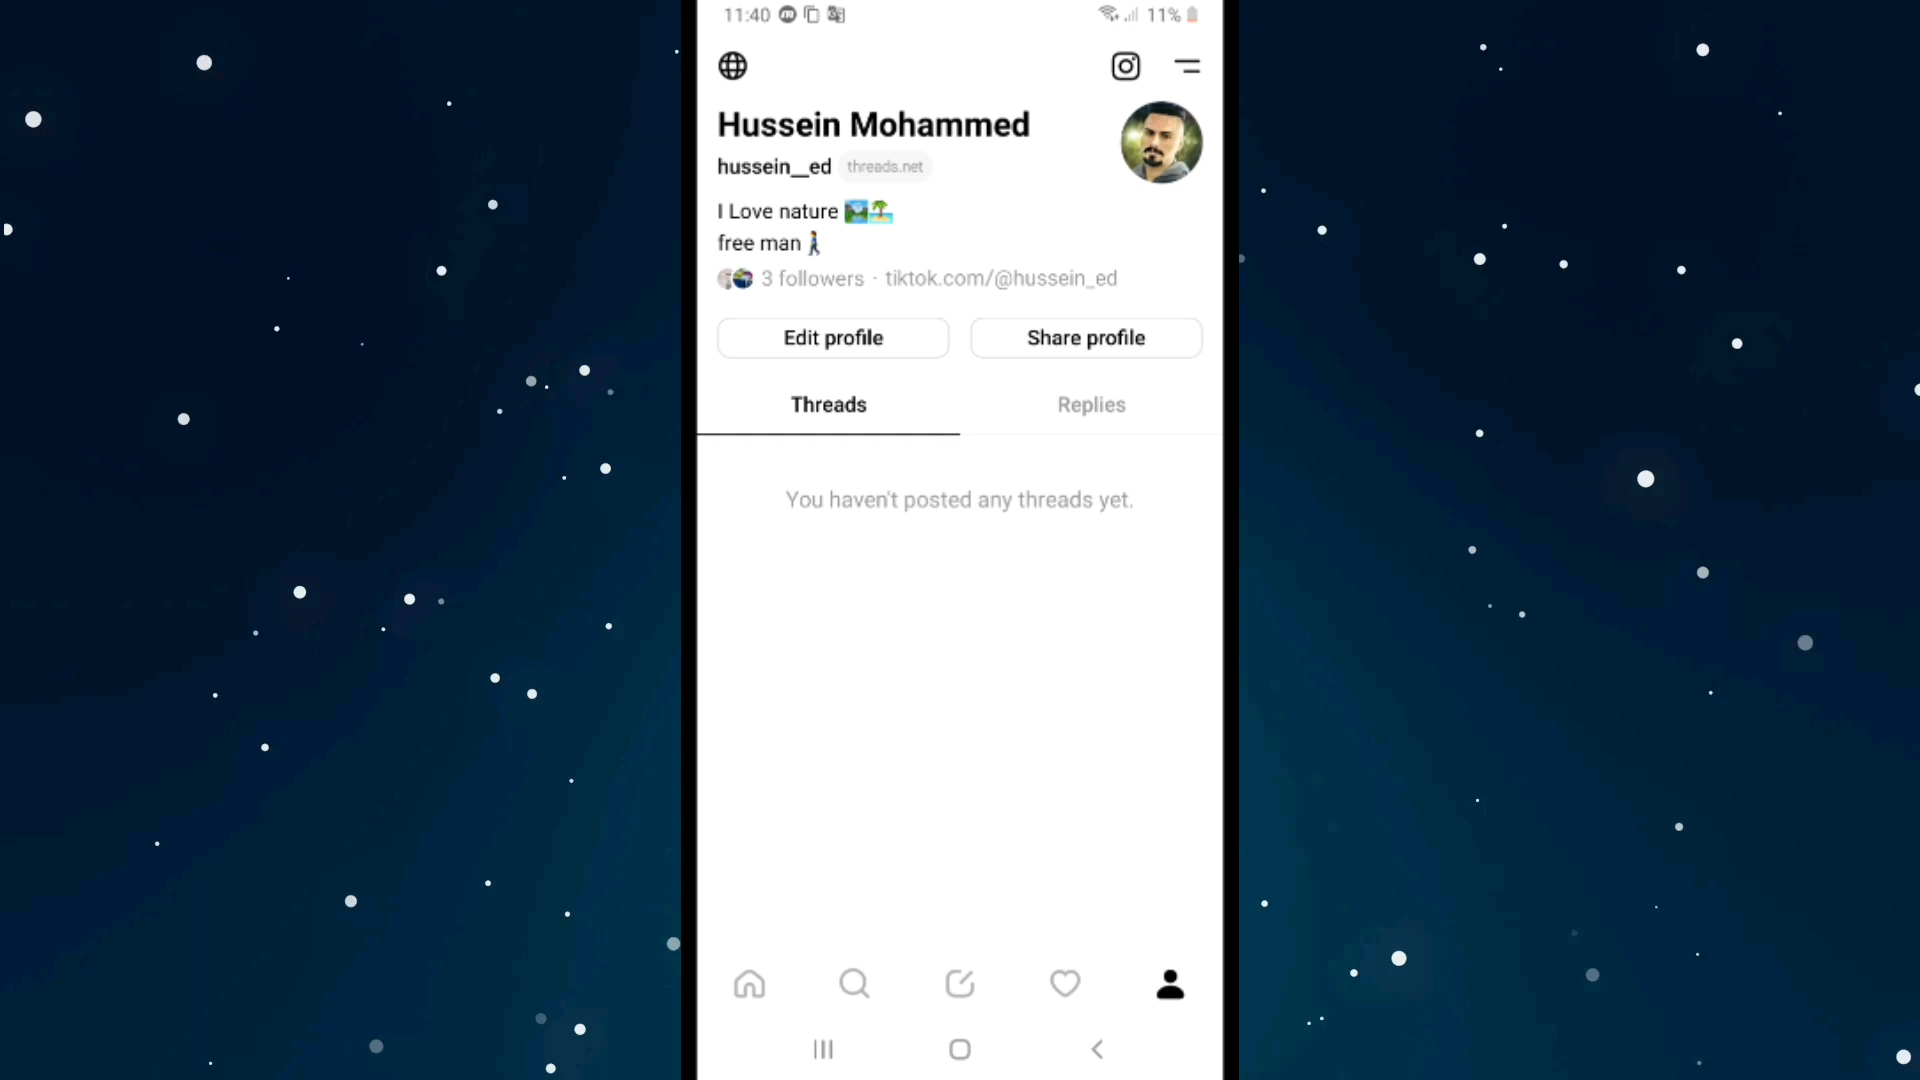 11:40 11%
Hussein Mohammed
hussein__ed threads.net
I Love nature 🏞️🏝️
free man 🚶‍♂️
3 followers · tiktok.com/@hussein_ed
Edit profile Share profile
Threads Replies
You haven't posted any threads yet.